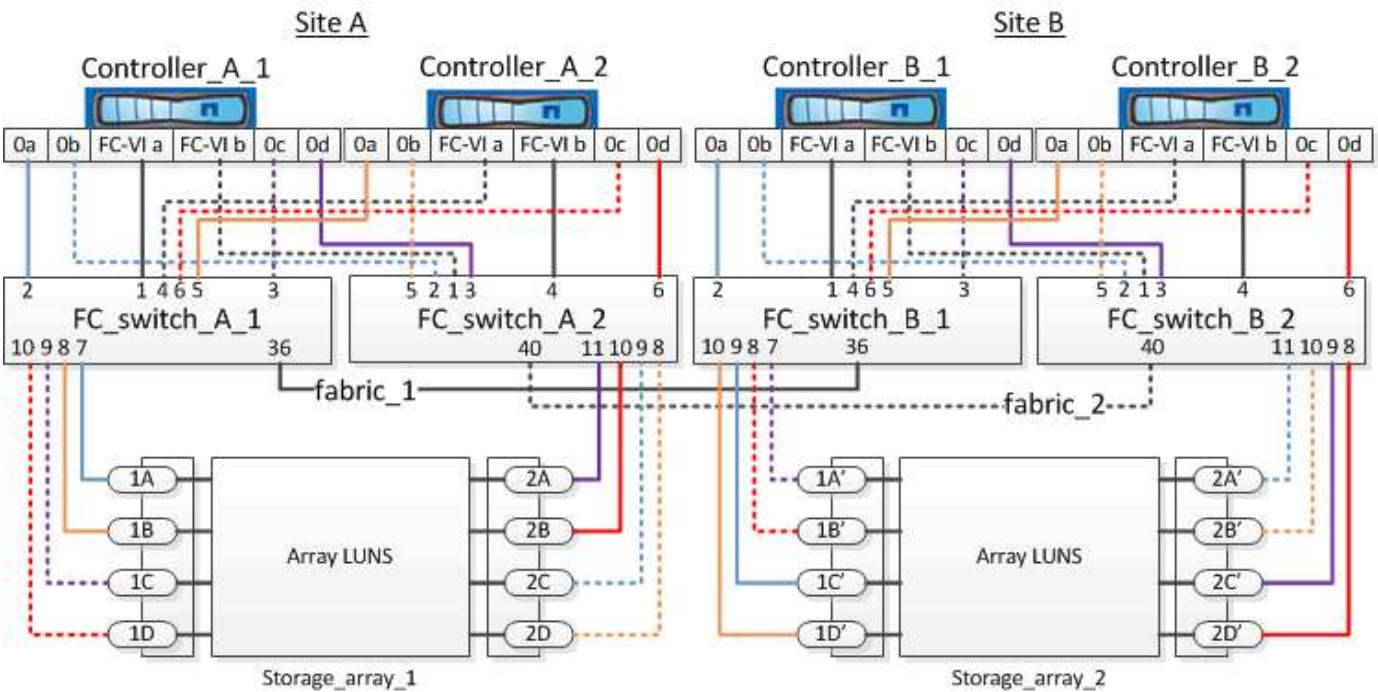 Site A Site B
Controller_A_1 Controller_A_2 Controller_B_1 Controller_B_2
0a 0b FC-VI a FC-VI b 0c 0d 0a 0b FC-VI a FC-VI b 0c 0d 0a 0b FC-VI a FC-VI b 0c 0d 0a 0b FC-VI a FC-VI b 0c 0d
2 1 4 6 5 3 5 2 1 3 4 6 2 1 4 6 5 3 5 2 1 3 4 6
FC_switch_A_1 FC_switch_A_2 FC_switch_B_1 FC_switch_B_2
10 9 8 7 36 40 11 10 9 8 10 9 8 7 36 40 11 10 9 8
fabric_1
fabric_2
1A 2A 1A' 2A'
1B 2B 1B' 2B'
Array LUNS Array LUNS
1C 2C 1C' 2C'
1D 2D 1D' 2D'
Storage_array_1 Storage_array_2